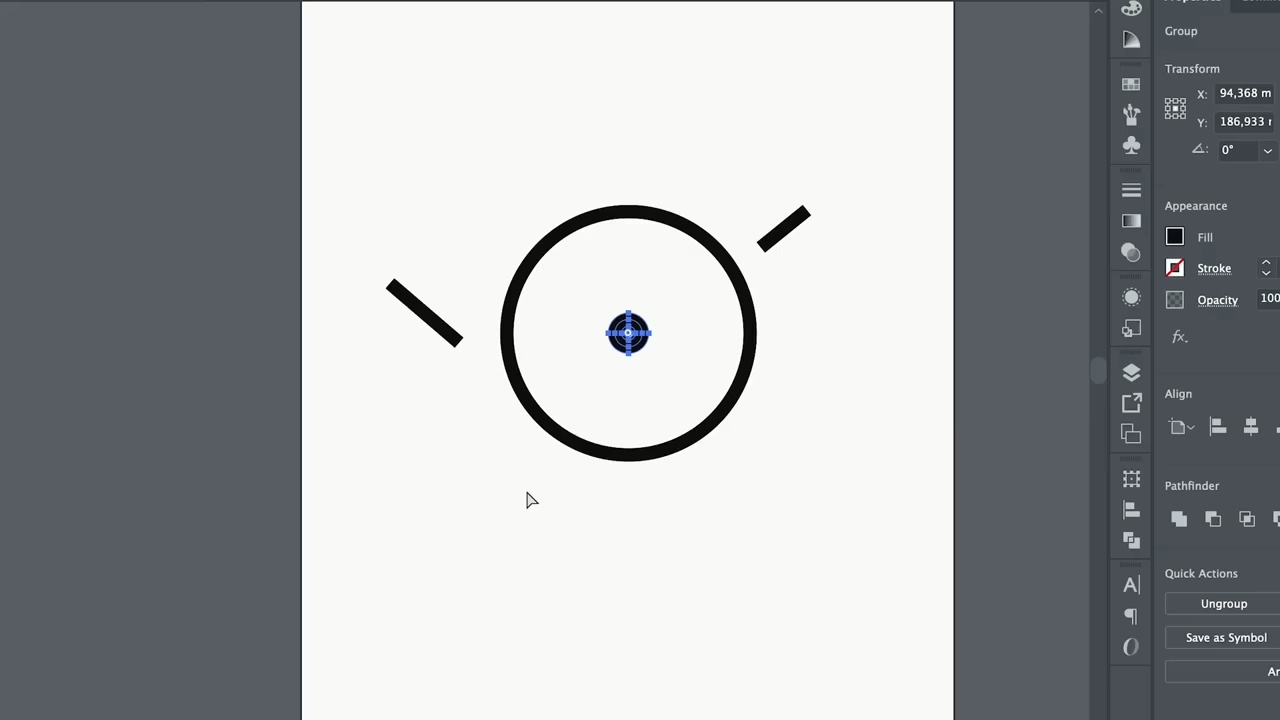 Group
Transform
X: 94,368 m
Y: 186,933
0°
Appearance
Fill
Stroke
Opacity 100
fx.
Align
Pathfinder
Quick Actions
Ungroup
Save as Symbol
Ar